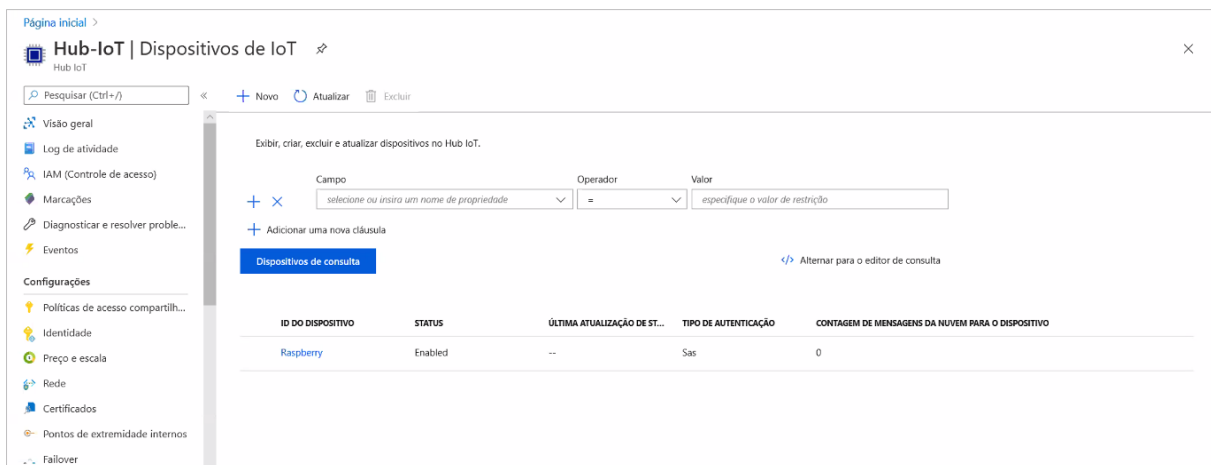 Página inicial >
Hub-IoT | Dispositivos de IoT
Hub IoT
Pesquisar (Ctrl+/)
«
Novo
Atualizar
Excluir
Visão geral
Log de atividade
IAM (Controle de acesso)
Marcações
Diagnosticar e resolver proble...
Eventos
Configurações
Políticas de acesso compartilh...
Identidade
Preço e escala
Rede
Certificados
Pontos de extremidade internos
Failover
Exibir, criar, excluir e atualizar dispositivos no Hub IoT.
Campo Operador Valor
selecione ou insira um nome de propriedade = especifique o valor de restrição
Adicionar uma nova cláusula
Dispositivos de consulta </> Alternar para o editor de consulta
ID DO DISPOSITIVO STATUS ÚLTIMA ATUALIZAÇÃO DE ST... TIPO DE AUTENTICAÇÃO CONTAGEM DE MENSAGENS DA NUVEM PARA O DISPOSITIVO
Raspberry Enabled -- Sas 0